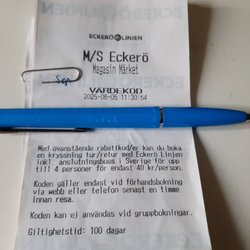 ECKERÖ LINJEN
M/S Eckerö
Magasin Market
VÄRDEKOD
2025-06-05 11:30:54
Med ovanstående rabattkod/er kan du boka
en kryssning tur/retur med Eckerö Linjen
inkl. anslutningsbuss i Sverige för upp
till 4 personer för endast 40 kr/person.
Koden gäller endast vid förhandsbokning
via webb eller telefon senast en timme
innan resa.
Koden kan ej användas vid gruppbokningar.
Giltighetstid: 100 dagar